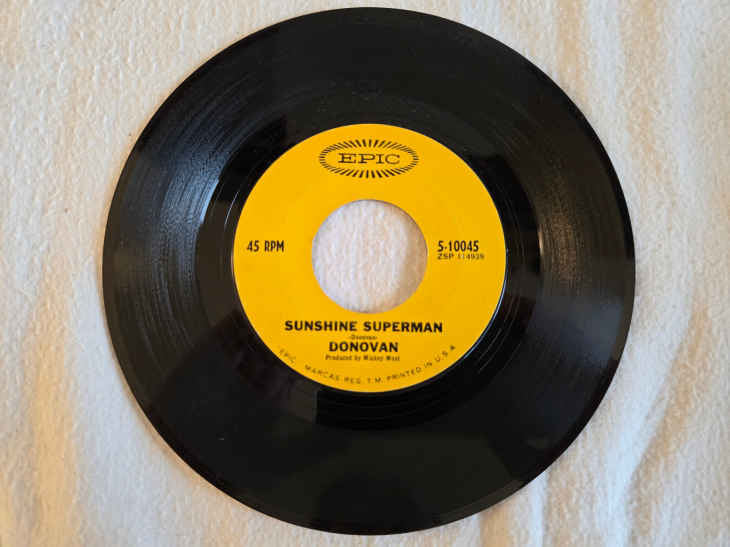 EPIC
45 RPM
5-10045
ZSP 114939
SUNSHINE SUPERMAN
-Donovan-
DONOVAN
Produced by Mickey Most
EPIC. MARCAS REG. T.M. PRINTED IN U.S.A.